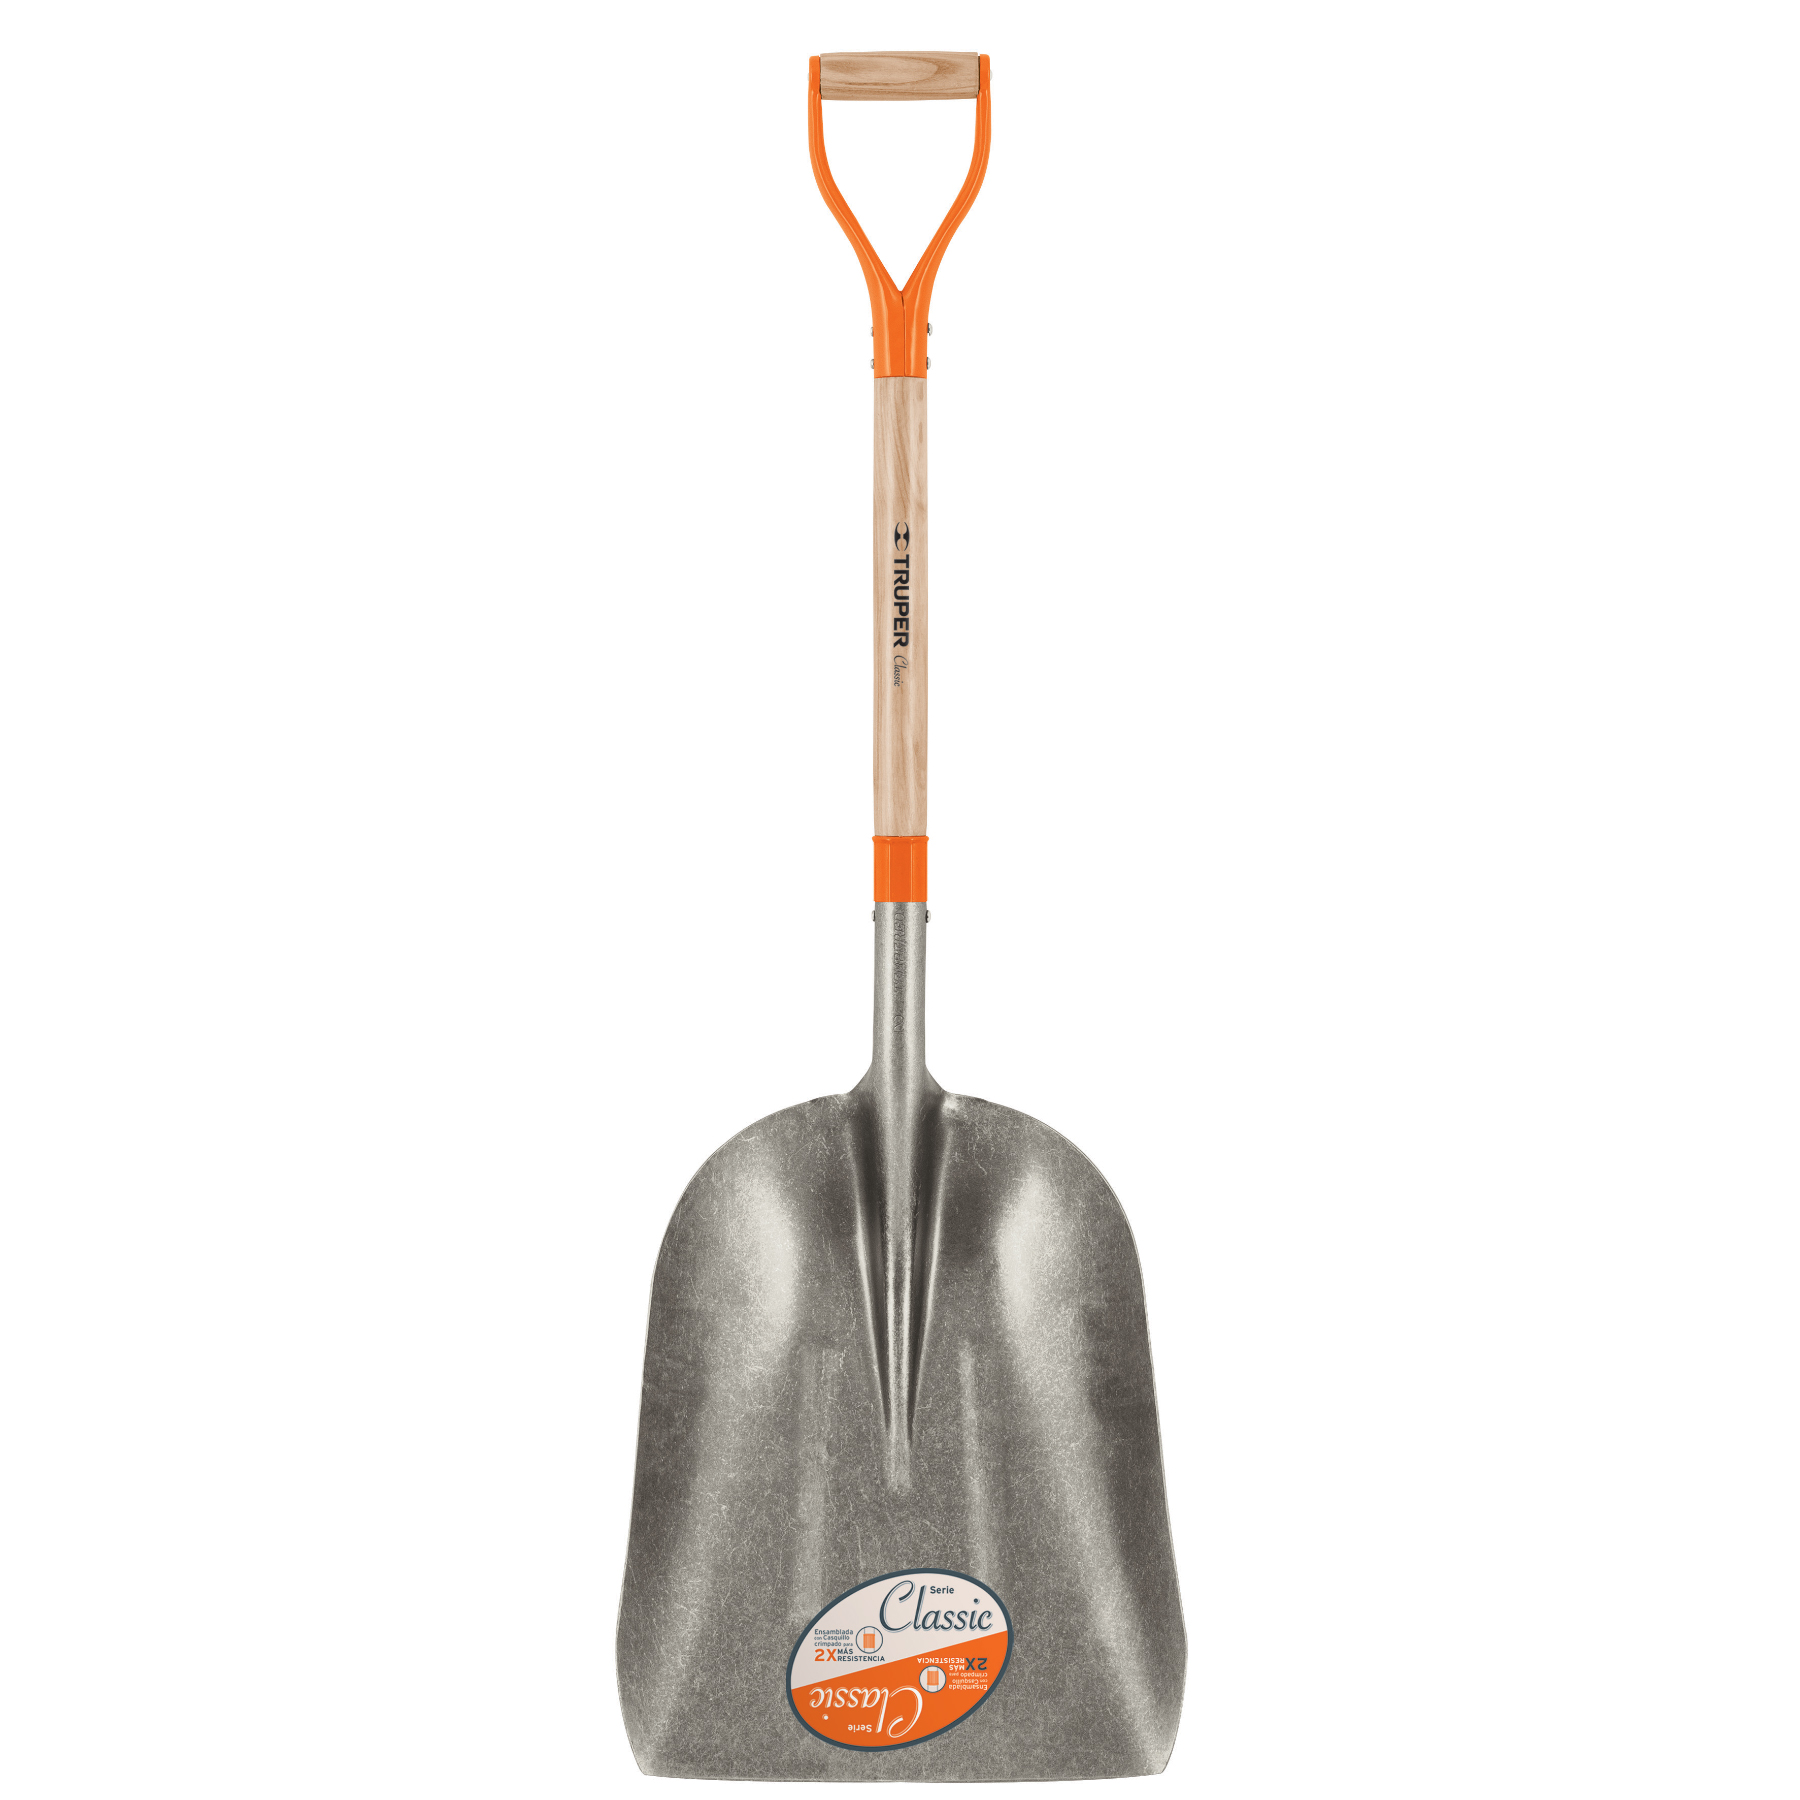 TRUPER Classic
Serie
Classic
Ensamblada
con Casquillo
crimpado para
2X MÁS
RESISTENCIA
Serie
Classic
Ensamblada
con Casquillo
crimpado para
2X MÁS
RESISTENCIA